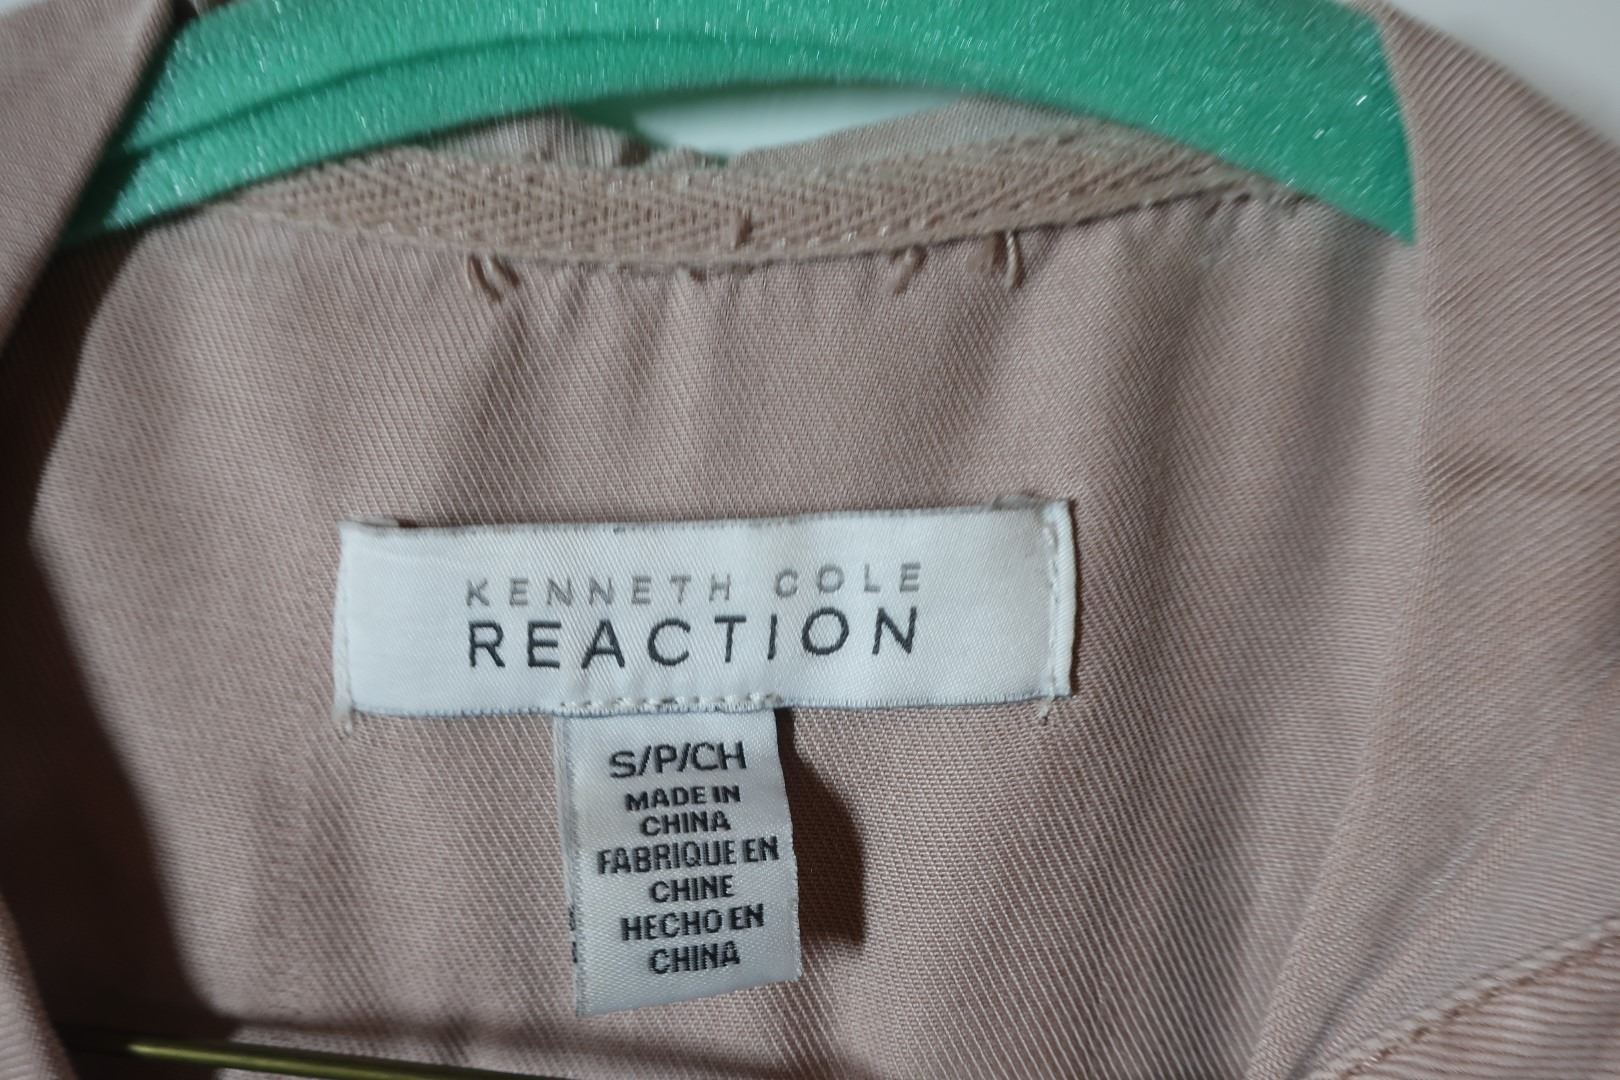 KENNETH COLE
REACTION
S/P/CH
MADE IN
CHINA
FABRIQUE EN
CHINE
HECHO EN
CHINA